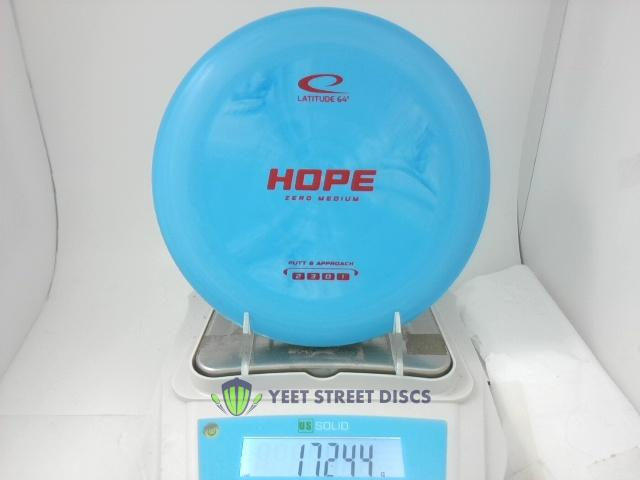 LATITUDE 64°
HOPE
ZERO MEDIUM
PUTT & APPROACH
2 3 0 1
YEET STREET DISCS
US SOLID
172.44 g